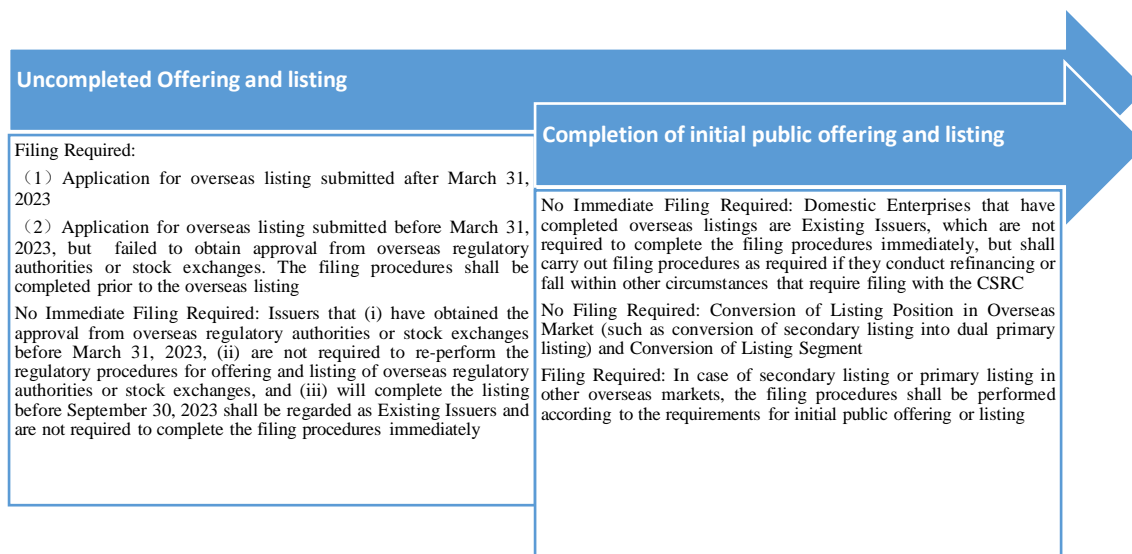 Uncompleted Offering and listing
Filing Required:
（1）Application for overseas listing submitted after March 31,
2023
（2）Application for overseas listing submitted before March 31,
2023, but failed to obtain approval from overseas regulatory
authorities or stock exchanges. The filing procedures shall be
completed prior to the overseas listing
No Immediate Filing Required: Issuers that (i) have obtained the
approval from overseas regulatory authorities or stock exchanges
before March 31, 2023, (ii) are not required to re-perform the
regulatory procedures for offering and listing of overseas regulatory
authorities or stock exchanges, and (iii) will complete the listing
before September 30, 2023 shall be regarded as Existing Issuers and
are not required to complete the filing procedures immediately
Completion of initial public offering and listing
No Immediate Filing Required: Domestic Enterprises that have
completed overseas listings are Existing Issuers, which are not
required to complete the filing procedures immediately, but shall
carry out filing procedures as required if they conduct refinancing or
fall within other circumstances that require filing with the CSRC
No Filing Required: Conversion of Listing Position in Overseas
Market (such as conversion of secondary listing into dual primary
listing) and Conversion of Listing Segment
Filing Required: In case of secondary listing or primary listing in
other overseas markets, the filing procedures shall be performed
according to the requirements for initial public offering or listing